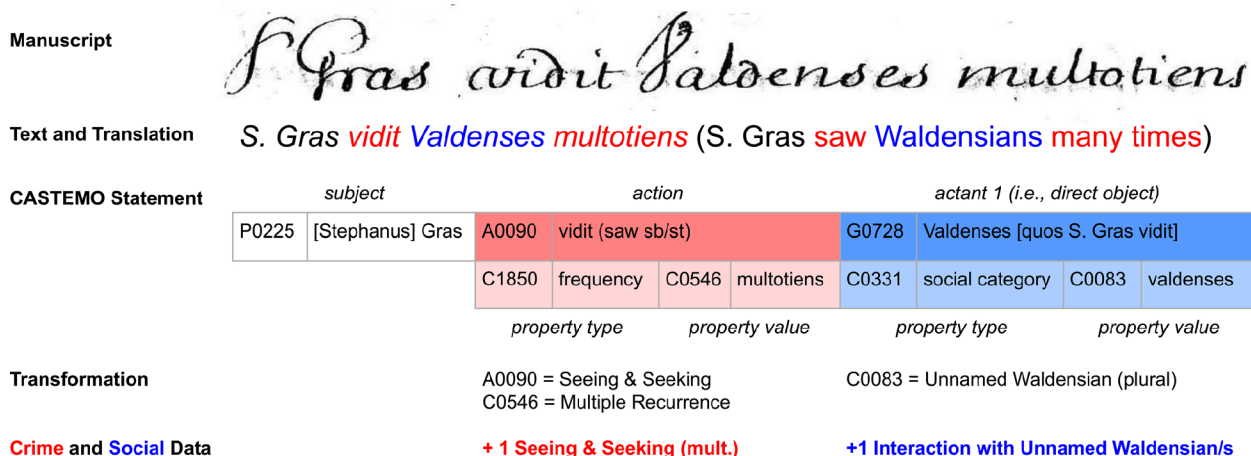 Manuscript S Gras vidit Valdenses multotiens
Text and Translation S. Gras vidit Valdenses multotiens (S. Gras saw Waldensians many times)
CASTEMO Statement subject action actant 1 (i.e., direct object)
P0225 [Stephanus] Gras A0090 vidit (saw sb/st) G0728 Valdenses [quos S. Gras vidit]
C1850 frequency C0546 multotiens C0331 social category C0083 valdenses
property type property value property type property value
Transformation A0090 = Seeing & Seeking C0083 = Unnamed Waldensian (plural)
C0546 = Multiple Recurrence
Crime and Social Data + 1 Seeing & Seeking (mult.) +1 Interaction with Unnamed Waldensian/s